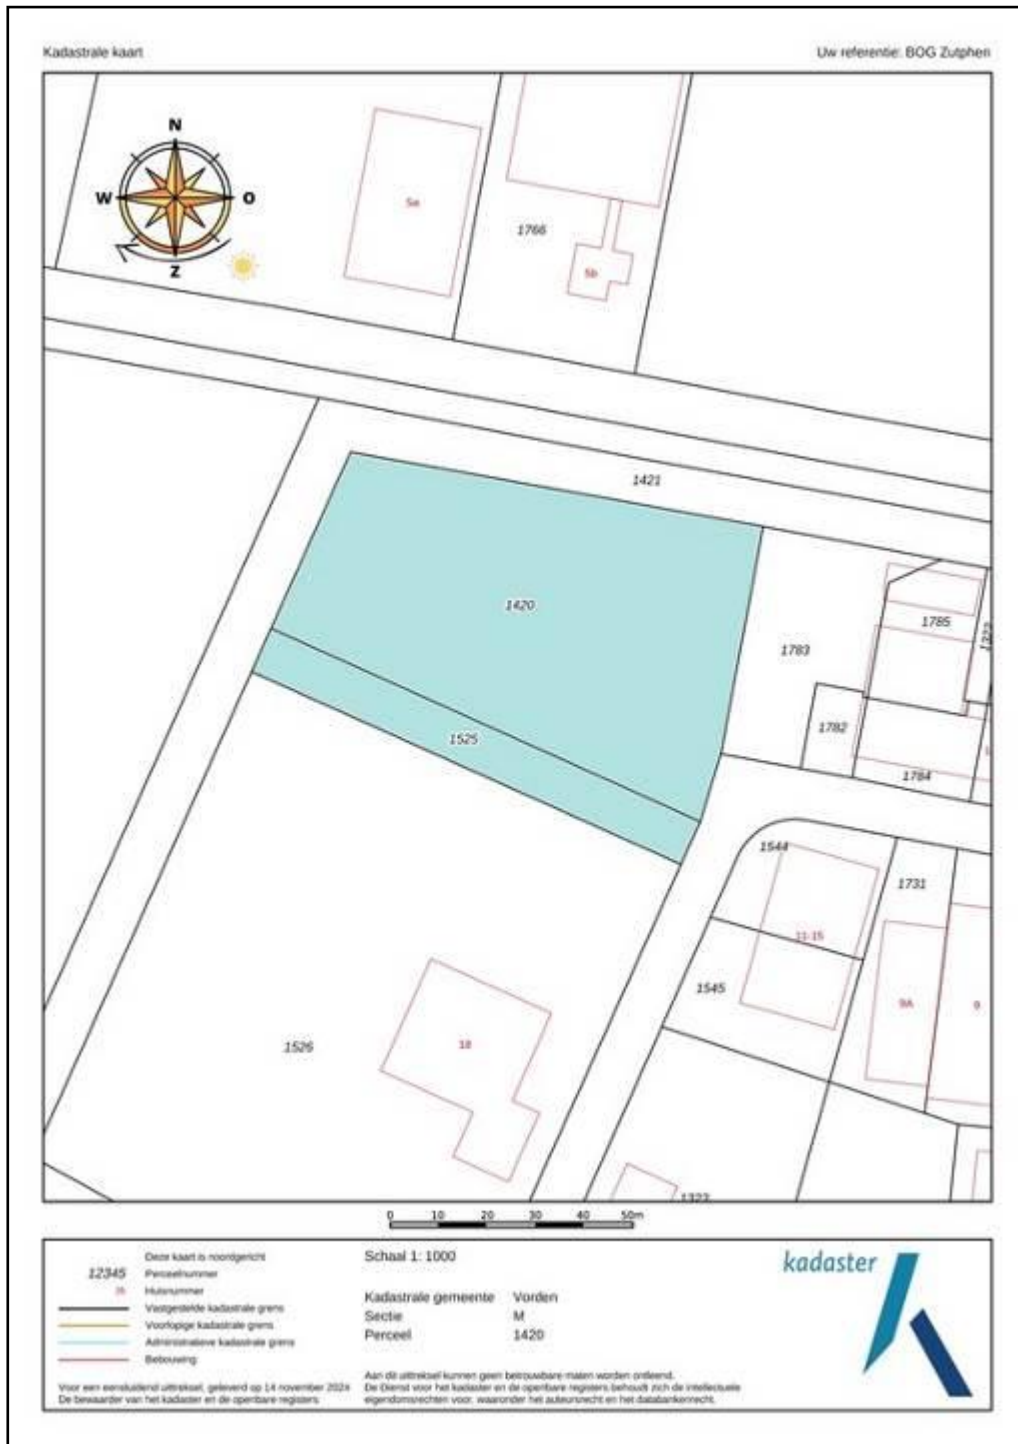 Kadastrale kaart
Uw referentie: BOG Zutphen
N
W
O
Z
5a
1766
5b
1421
1420
1783
1785
1322
1782
1784
1525
1544
1731
11-15
1545
9A
9
1526
18
1323
0 10 20 30 40 50m
Deze kaart is noordgericht
12345 Perceelnummer
Huisnummer
Vastgestelde kadastrale grens
Voorlopige kadastrale grens
Administratieve kadastrale grens
Bebouwing
Voor een eensluidend uittreksel, geleverd op 14 november 2024
De bewaarder van het kadaster en de openbare registers
Schaal 1: 1000
Kadastrale gemeente Vorden
Sectie M
Perceel 1420
Aan dit uittreksel kunnen geen betrouwbare maten worden ontleend.
De Dienst voor het kadaster en de openbare registers behoudt zich de intellectuele
eigendomsrechten voor, waaronder het auteursrecht en het databankenrecht.
kadaster